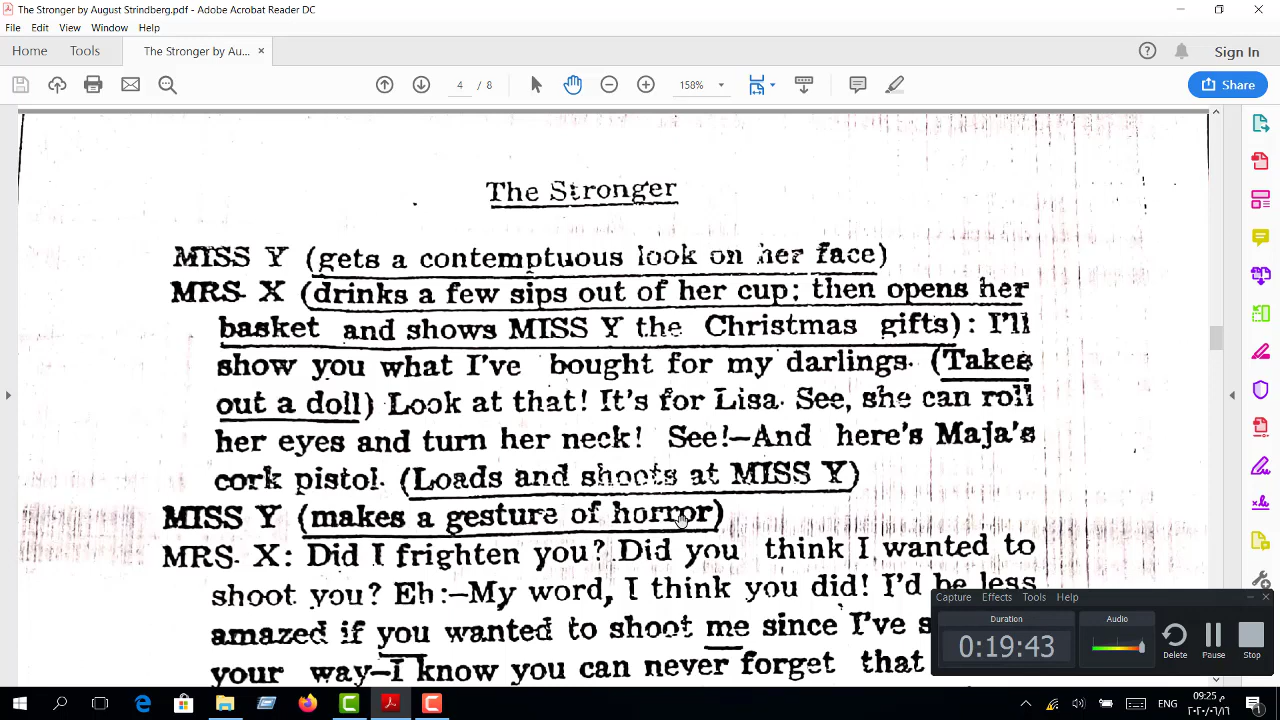 The Stronger by August Strindberg.pdf - Adobe Acrobat Reader DC
File Edit View Window Help
Home Tools The Stronger by Au... × Sign In
4 / 8 158% Share
The Stronger
MISS Y (gets a contemptuous look on her face)
MRS. X (drinks a few sips out of her cup; then opens her
basket and shows MISS Y the Christmas gifts): I'll
show you what I've bought for my darlings. (Takes
out a doll) Look at that! It's for Lisa. See, she can roll
her eyes and turn her neck! See!—And here's Maja's
cork pistol. (Loads and shoots at MISS Y)
MISS Y (makes a gesture of horror)
MRS. X: Did I frighten you? Did you think I wanted to
shoot you? Eh:—My word, I think you did! I'd be less
amazed if you wanted to shoot me since I've s
your way—I know you can never forget that
Capture Effects Tools Help
Duration Audio
0:19:43 Delete Pause Stop
ENG 09:25 م